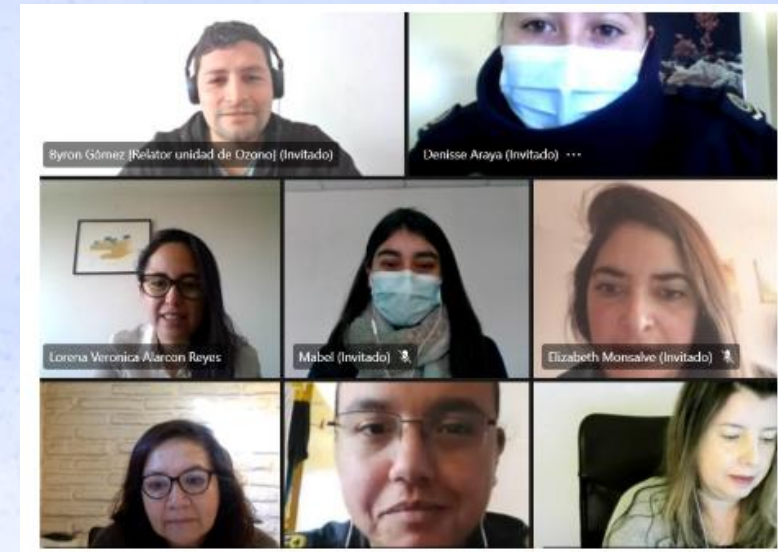 Byron Gómez [Relator unidad de Ozono] (Invitado)
Denisse Araya (Invitado) ···
Lorena Veronica Alarcon Reyes
Mabel (Invitado)
Elizabeth Monsalve (Invitado)